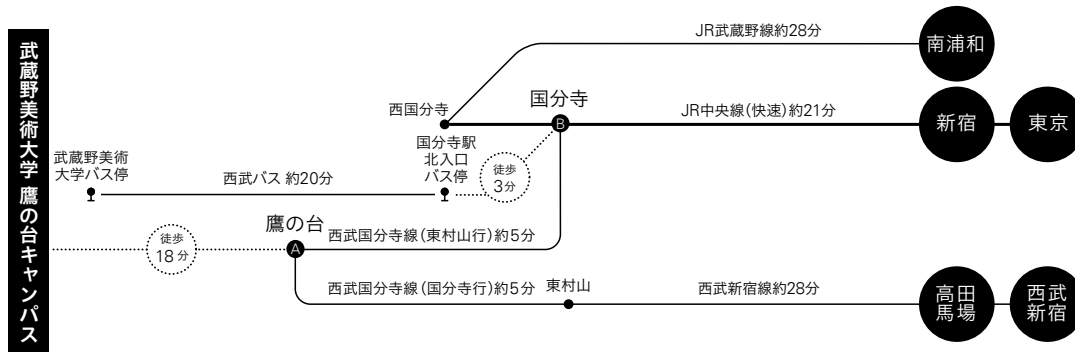 武蔵野美術大学 鷹の台キャンパス
JR武蔵野線約28分
南浦和
国分寺
西国分寺
B
JR中央線(快速)約21分
新宿
東京
武蔵野美術
大学バス停
西武バス 約20分
国分寺駅
北入口
バス停
徒歩
3分
鷹の台
徒歩
18分
A
西武国分寺線(東村山行)約5分
西武国分寺線(国分寺行)約5分
東村山
西武新宿線約28分
高田
馬場
西武
新宿